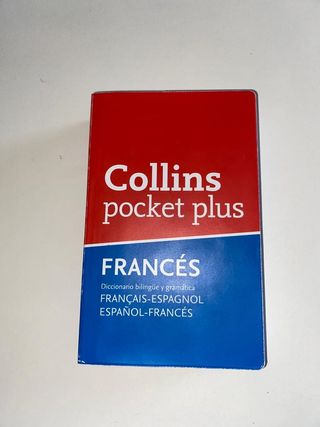 Collins
pocket plus
FRANCÉS
Diccionario bilingüe y gramática
FRANÇAIS-ESPAGNOL
ESPAÑOL-FRANCÉS